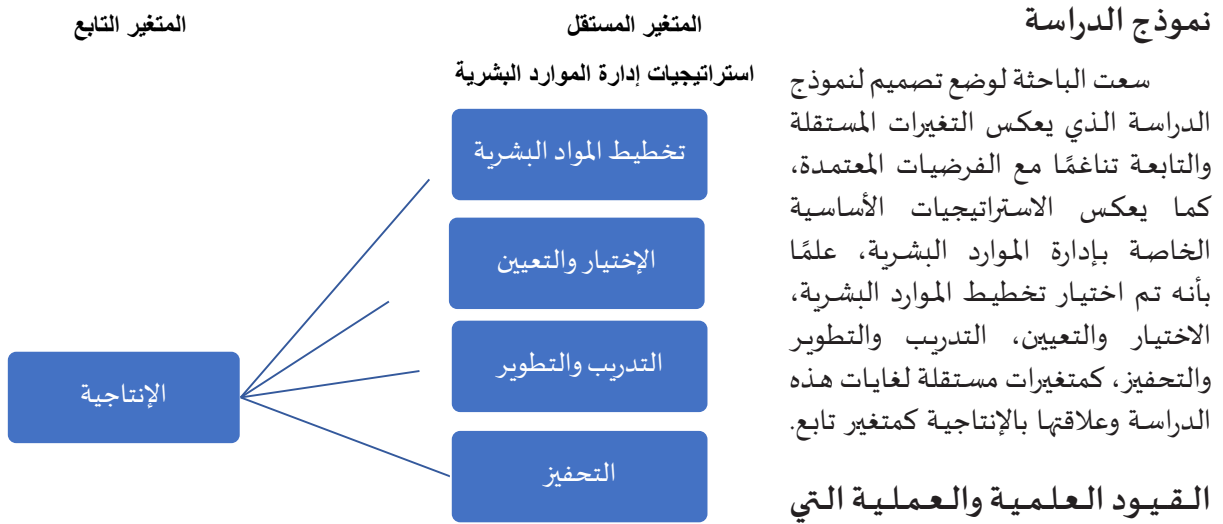 نموذج الدراسة
سعت الباحثة لوضع تصميم لنموذج
الدراسة الذي يعكس التغيرات المستقلة
والتابعة تناغمًا مع الفرضيات المعتمدة،
كما يعكس الاستراتيجيات الأساسية
الخاصة بإدارة الموارد البشرية، علمًا
بأنه تم اختيار تخطيط الموارد البشرية،
الاختيار والتعيين، التدريب والتطوير
والتحفيز، كمتغيرات مستقلة لغايات هذه
الدراسة وعلاقتها بالإنتاجية كمتغير تابع.
القيود العلمية والعملية التي
المتغير المستقل
استراتيجيات إدارة الموارد البشرية
تخطيط المواد البشرية
الإختيار والتعيين
التدريب والتطوير
التحفيز
المتغير التابع
الإنتاجية